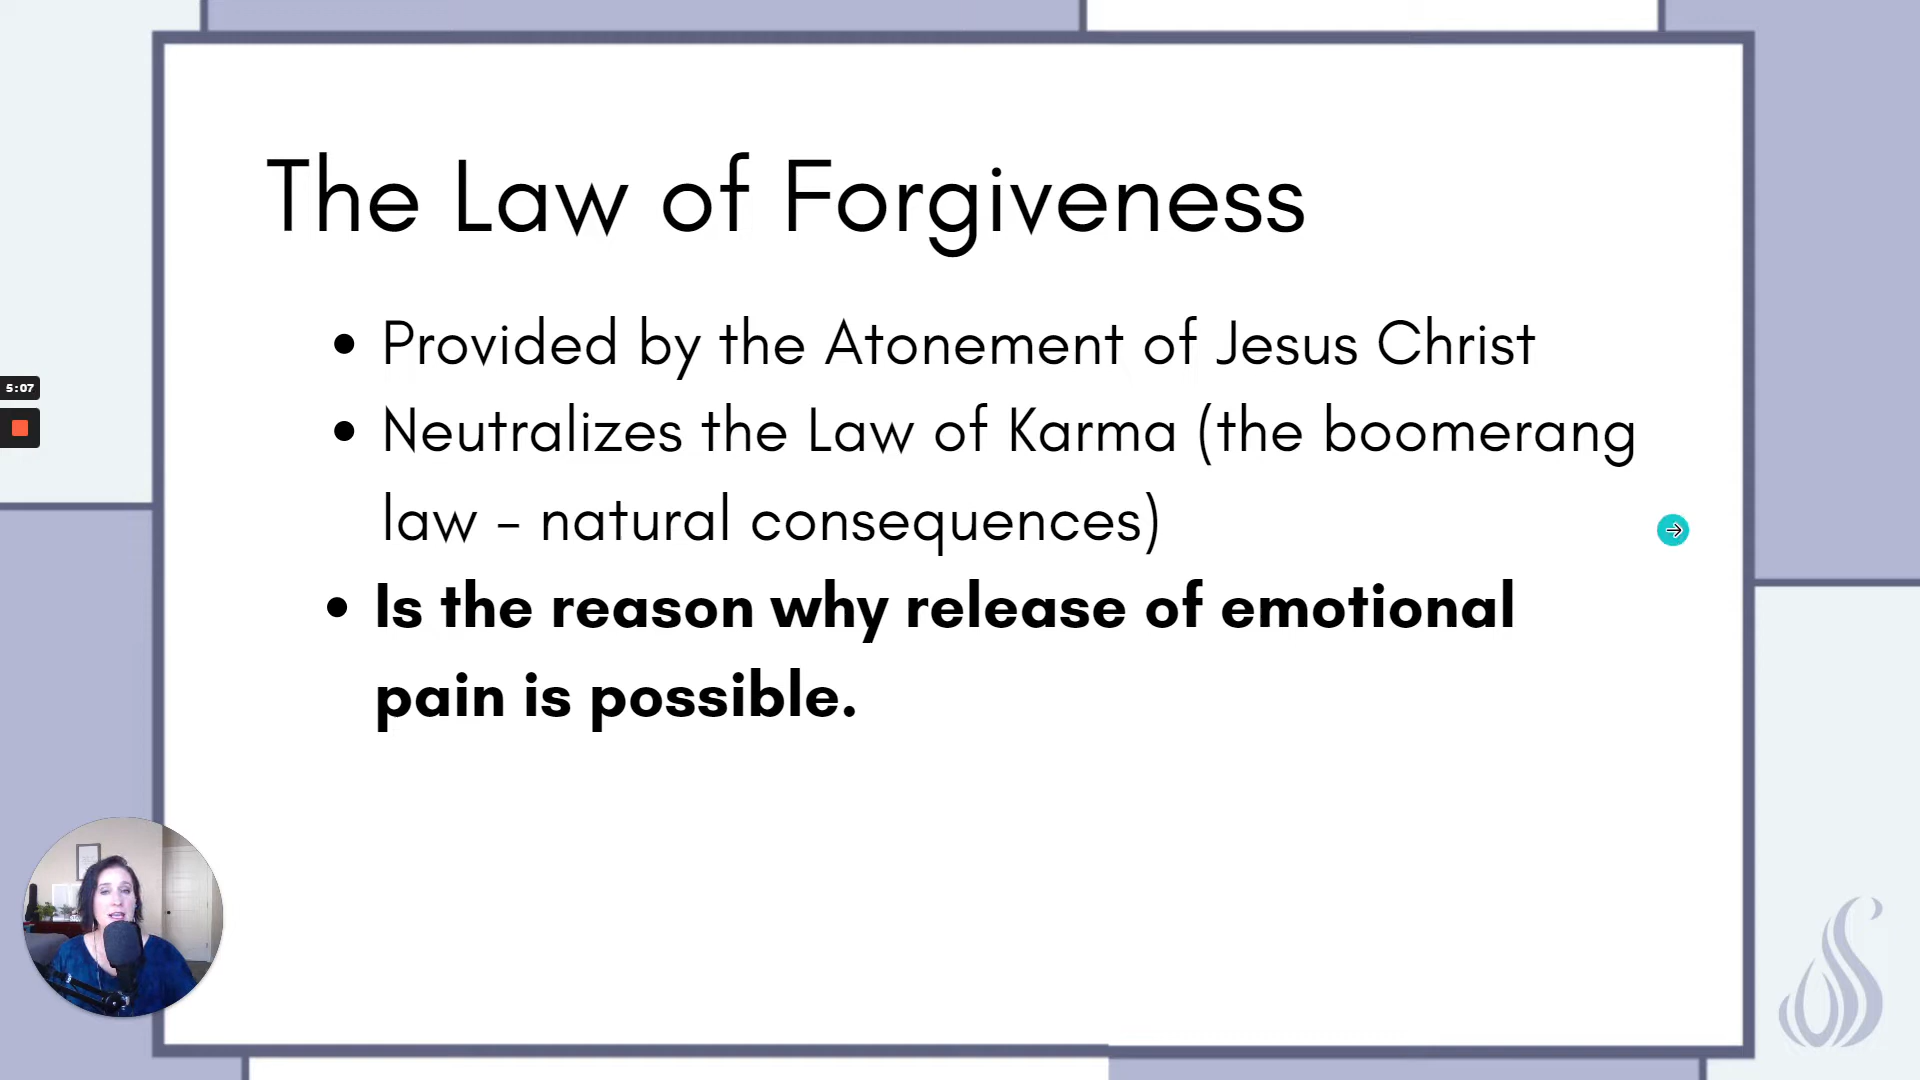 The Law of Forgiveness
• Provided by the Atonement of Jesus Christ
• Neutralizes the Law of Karma (the boomerang
law - natural consequences)
• Is the reason why release of emotional
pain is possible.
5:07